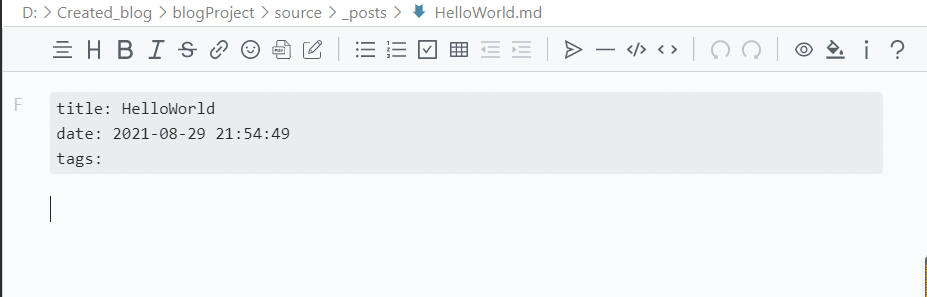 D: > Created_blog > blogProject > source > _posts > HelloWorld.md
F
title: HelloWorld
date: 2021-08-29 21:54:49
tags: